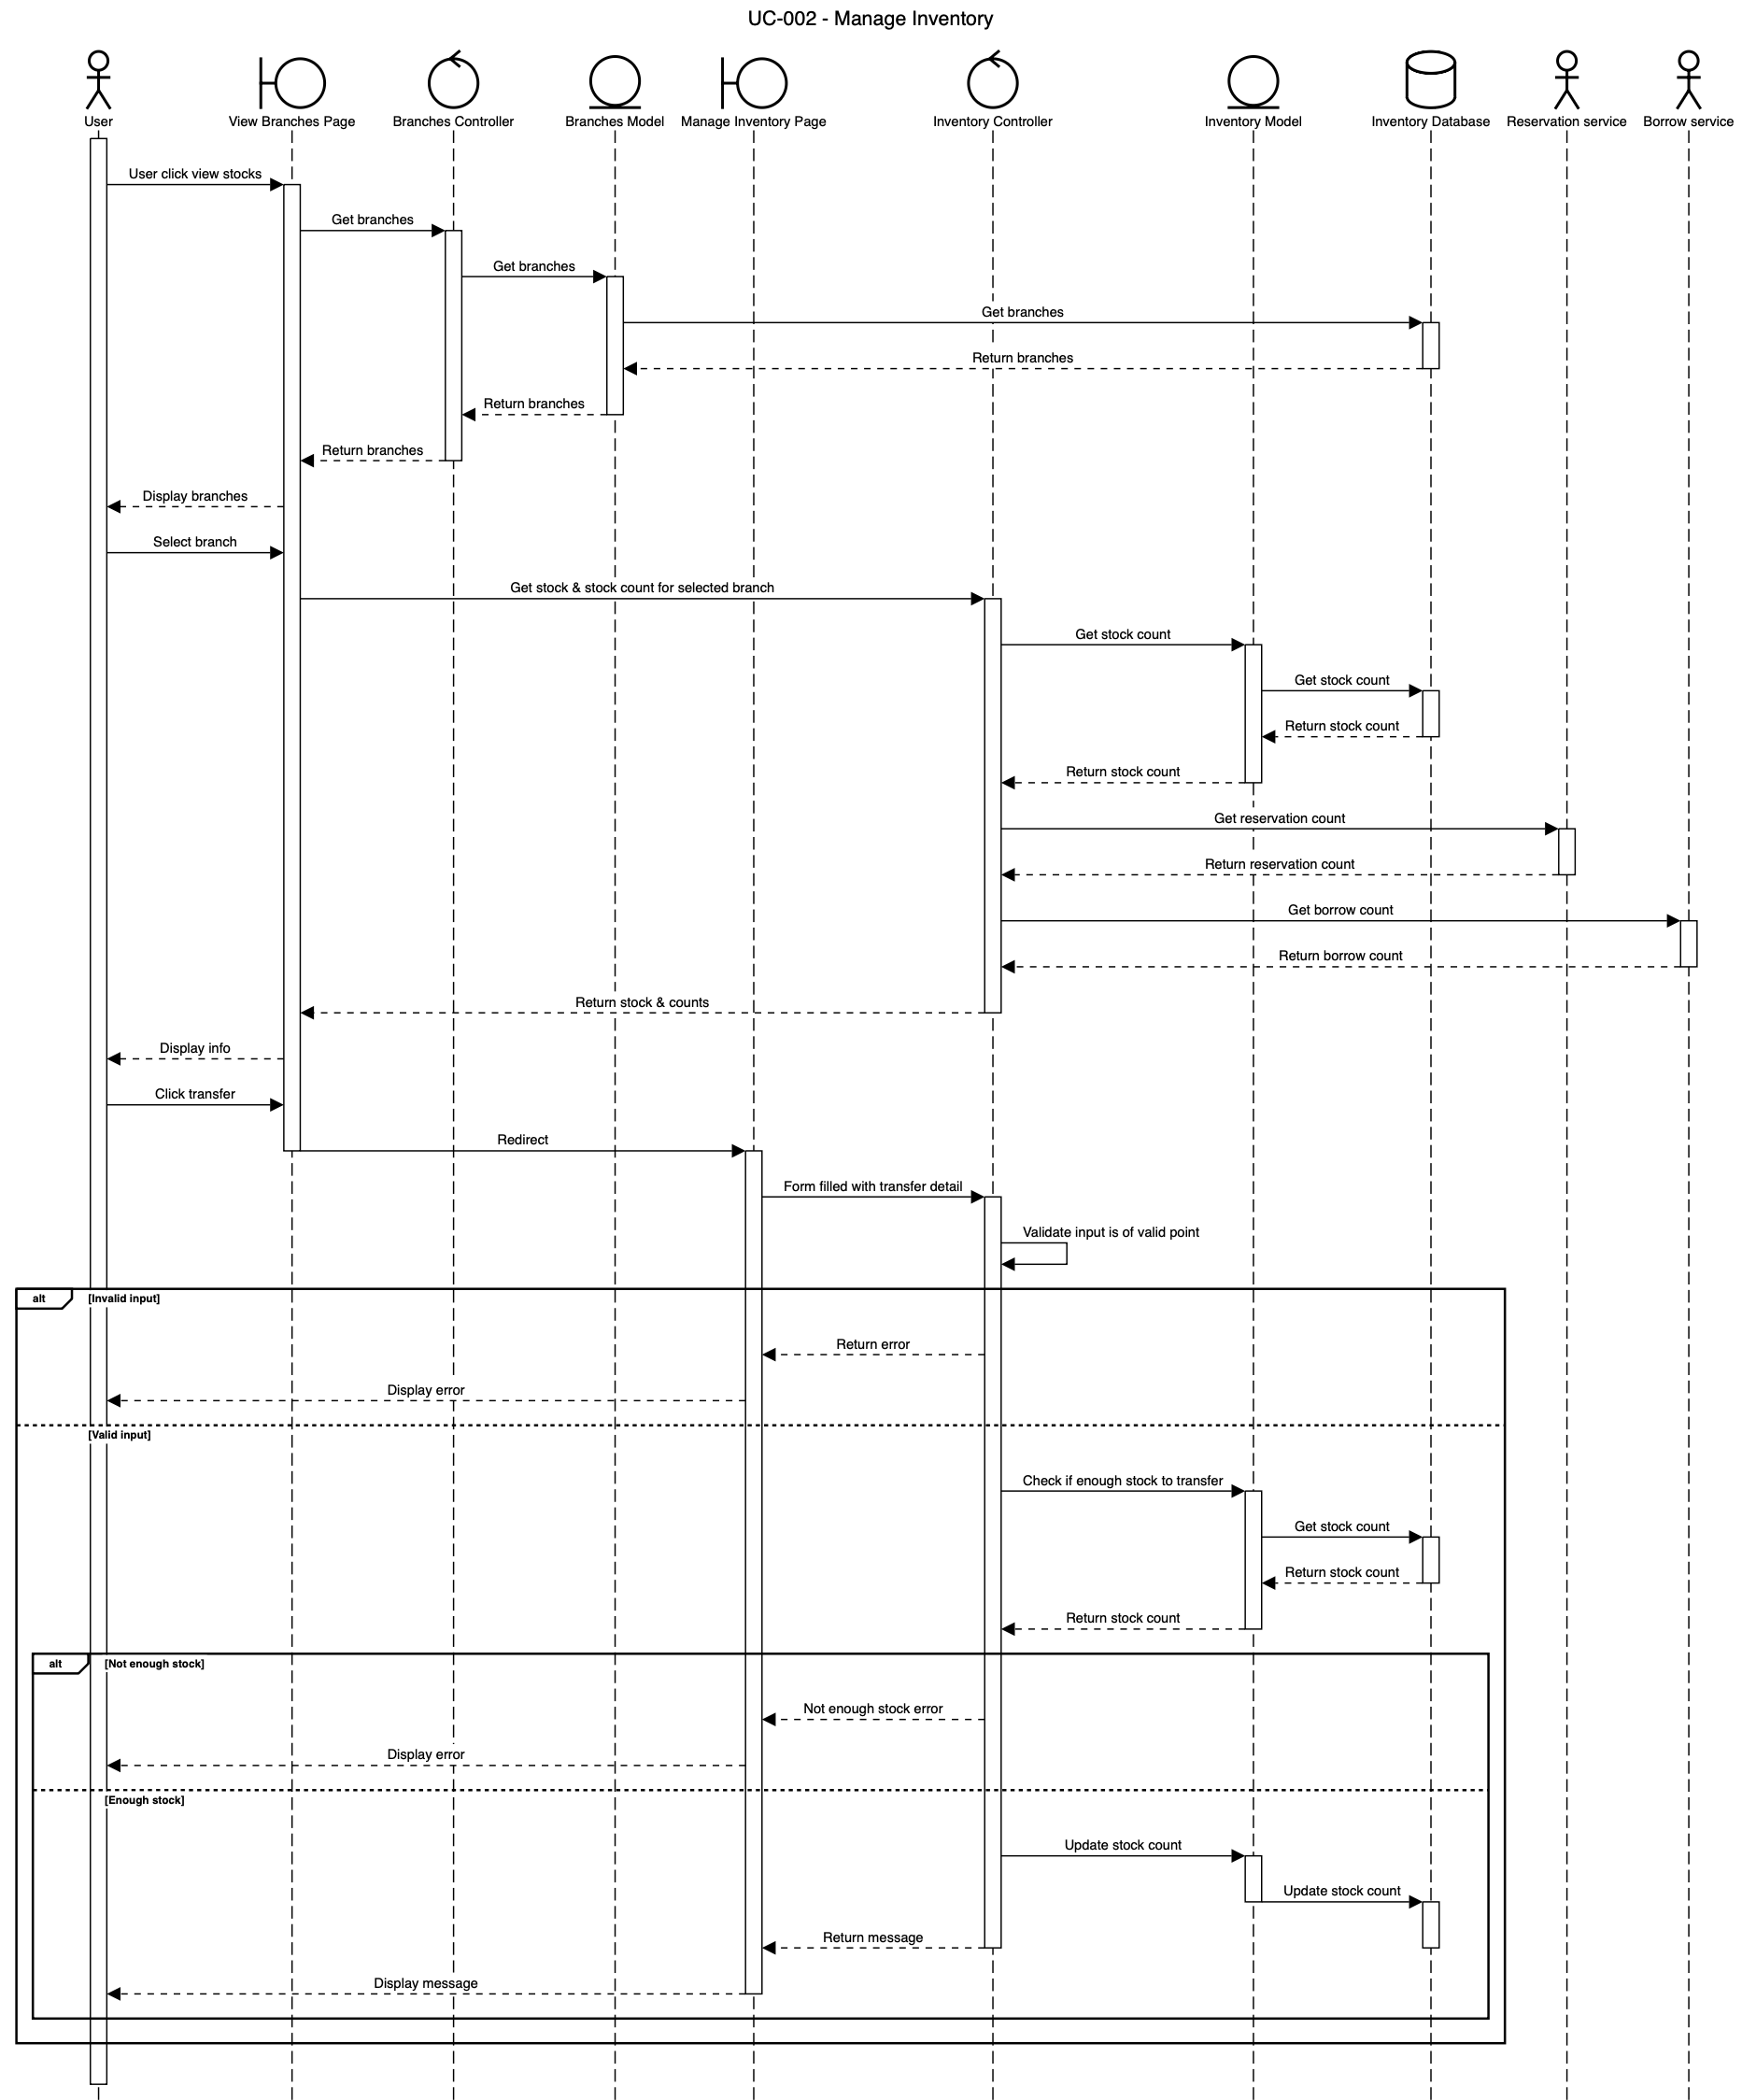 UC-002 - Manage Inventory
User
View Branches Page
Branches Controller
Branches Model
Manage Inventory Page
Inventory Controller
Inventory Model
Inventory Database
Reservation service
Borrow service
User click view stocks
Get branches
Get branches
Get branches
Return branches
Return branches
Return branches
Display branches
Select branch
Get stock & stock count for selected branch
Get stock count
Get stock count
Return stock count
Return stock count
Get reservation count
Return reservation count
Get borrow count
Return borrow count
Return stock & counts
Display info
Click transfer
Redirect
Form filled with transfer detail
Validate input is of valid point
alt
[Invalid input]
Return error
Display error
[Valid input]
Check if enough stock to transfer
Get stock count
Return stock count
Return stock count
alt
[Not enough stock]
Not enough stock error
Display error
[Enough stock]
Update stock count
Update stock count
Return message
Display message